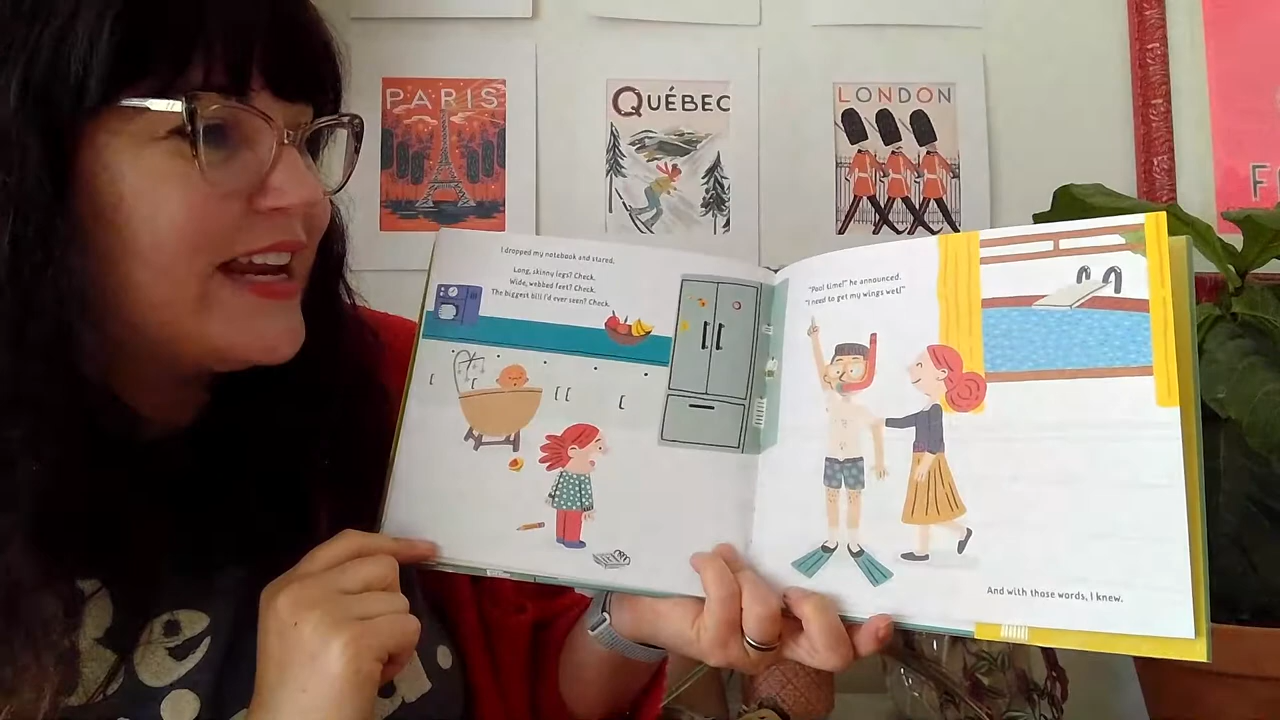 PARIS
QUÉBEC
LONDON
F
I dropped my notebook and stared.
Long, skinny legs? Check.
Wide, webbed feet? Check.
The biggest bill I'd ever seen? Check.
"Pool time!" he announced.
"I need to get my wings wet!"
And with those words, I knew.
Be